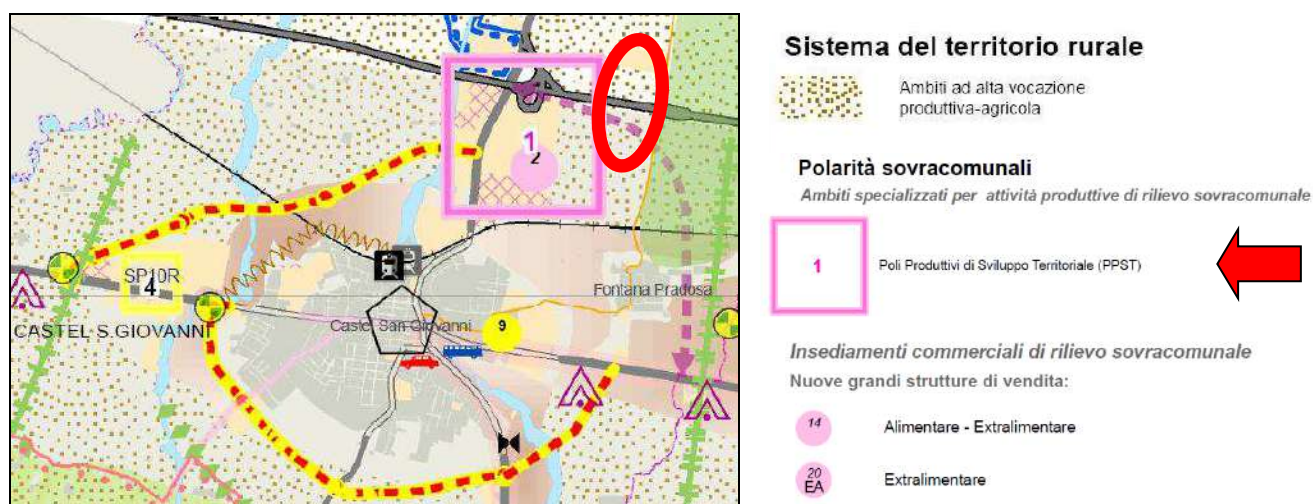 1
2
SP10R
4
CASTEL S.GIOVANNI
Fontana Pradosa
Castel San Giovanni
9
Sistema del territorio rurale
Ambiti ad alta vocazione
produttiva-agricola
Polarità sovracomunali
Ambiti specializzati per attività produttive di rilievo sovracomunale
1
Poli Produttivi di Sviluppo Territoriale (PPST)
Insediamenti commerciali di rilievo sovracomunale
Nuove grandi strutture di vendita:
14
Alimentare - Extralimentare
20
EA
Extralimentare